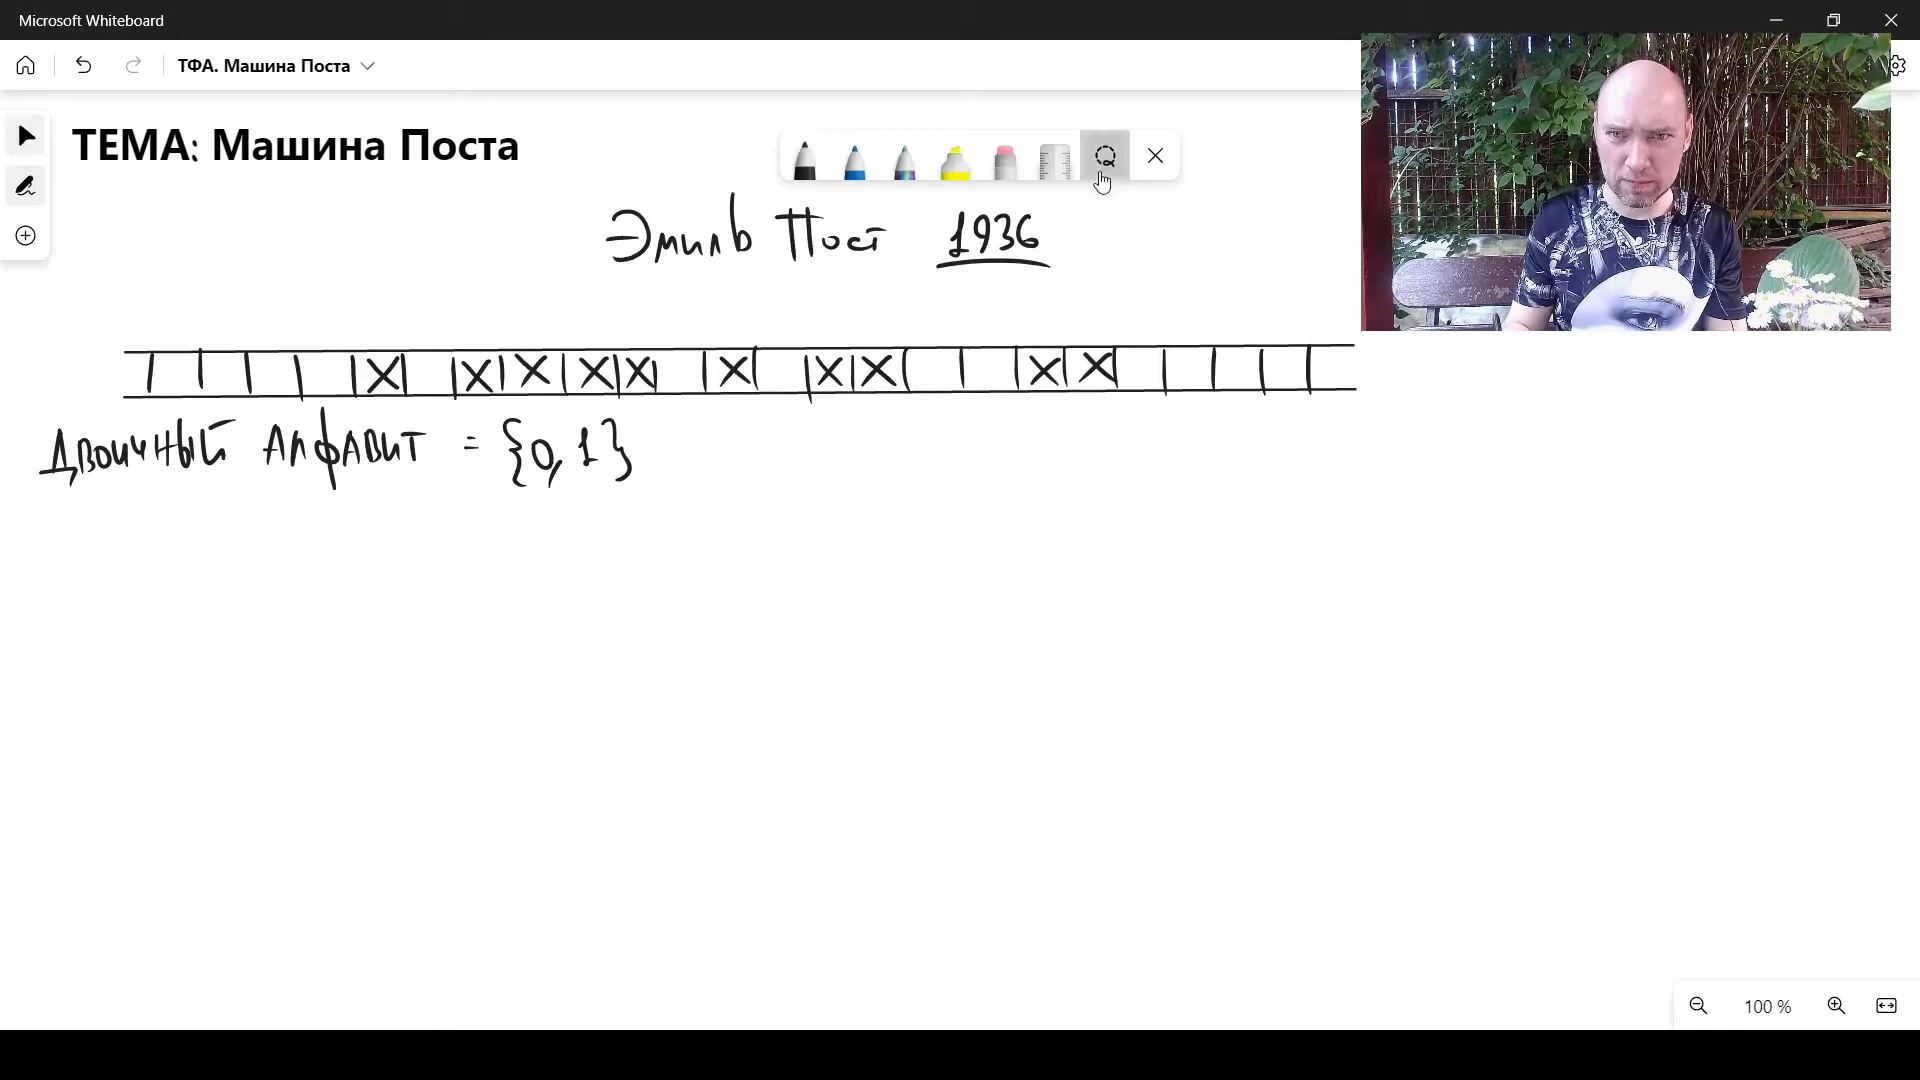 Microsoft Whiteboard
ТФА. Машина Поста
ТЕМА: Машина Поста
Эмиль Пост 1936
X X X X X X X X X X
Двоичный алфавит = {0, 1}
100 %